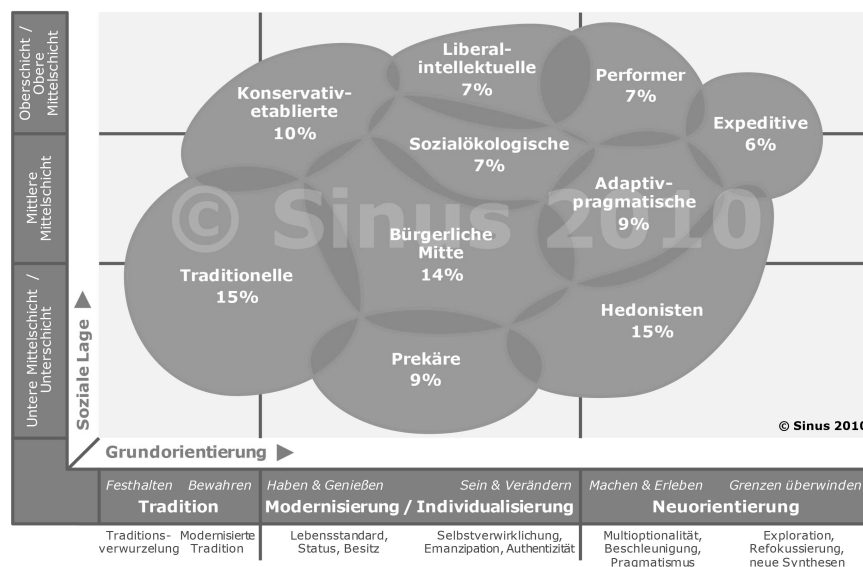 Oberschicht /
Obere
Mittelschicht
Mittlere
Mittelschicht
Untere Mittelschicht /
Unterschicht
Soziale Lage ▶
Konservativ-
etablierte
10%
Liberal-
intellektuelle
7%
Performer
7%
Expeditive
6%
Sozialökologische
7%
Adaptiv-
pragmatische
9%
© Sinus 2010
Bürgerliche
Mitte
14%
Traditionelle
15%
Hedonisten
15%
Prekäre
9%
© Sinus 2010
Grundorientierung ▶
Festhalten Bewahren
Tradition
Haben & Genießen Sein & Verändern
Modernisierung / Individualisierung
Machen & Erleben Grenzen überwinden
Neuorientierung
Traditions-
verwurzelung
Modernisierte
Tradition
Lebensstandard,
Status, Besitz
Selbstverwirklichung,
Emanzipation, Authentizität
Multioptionalität,
Beschleunigung,
Pragmatismus
Exploration,
Refokussierung,
neue Synthesen